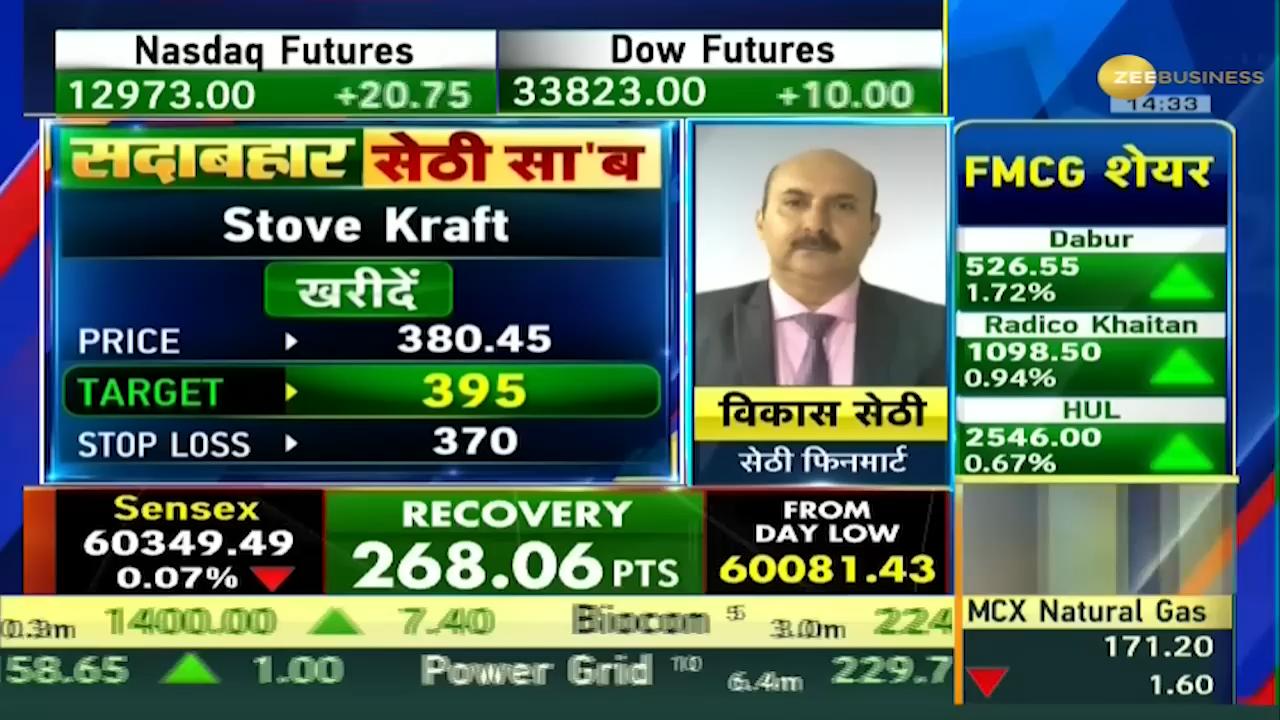 Nasdaq Futures
12973.00 +20.75
Dow Futures
33823.00 +10.00
ZEEBUSINESS
14:33
सदाबहार सेठी सा'ब
Stove Kraft
खरीदें
PRICE 380.45
TARGET 395
STOP LOSS 370
विकास सेठी
सेठी फिनमार्ट
FMCG शेयर
Dabur
526.55
1.72%
Radico Khaitan
1098.50
0.94%
HUL
2546.00
0.67%
Sensex
60349.49
0.07%
RECOVERY
268.06 PTS
FROM
DAY LOW
60081.43
1400.00 7.40 Biocon 5 3.0m 224
58.65 1.00 Power Grid 10 6.4m 229.7
MCX Natural Gas
171.20
1.60